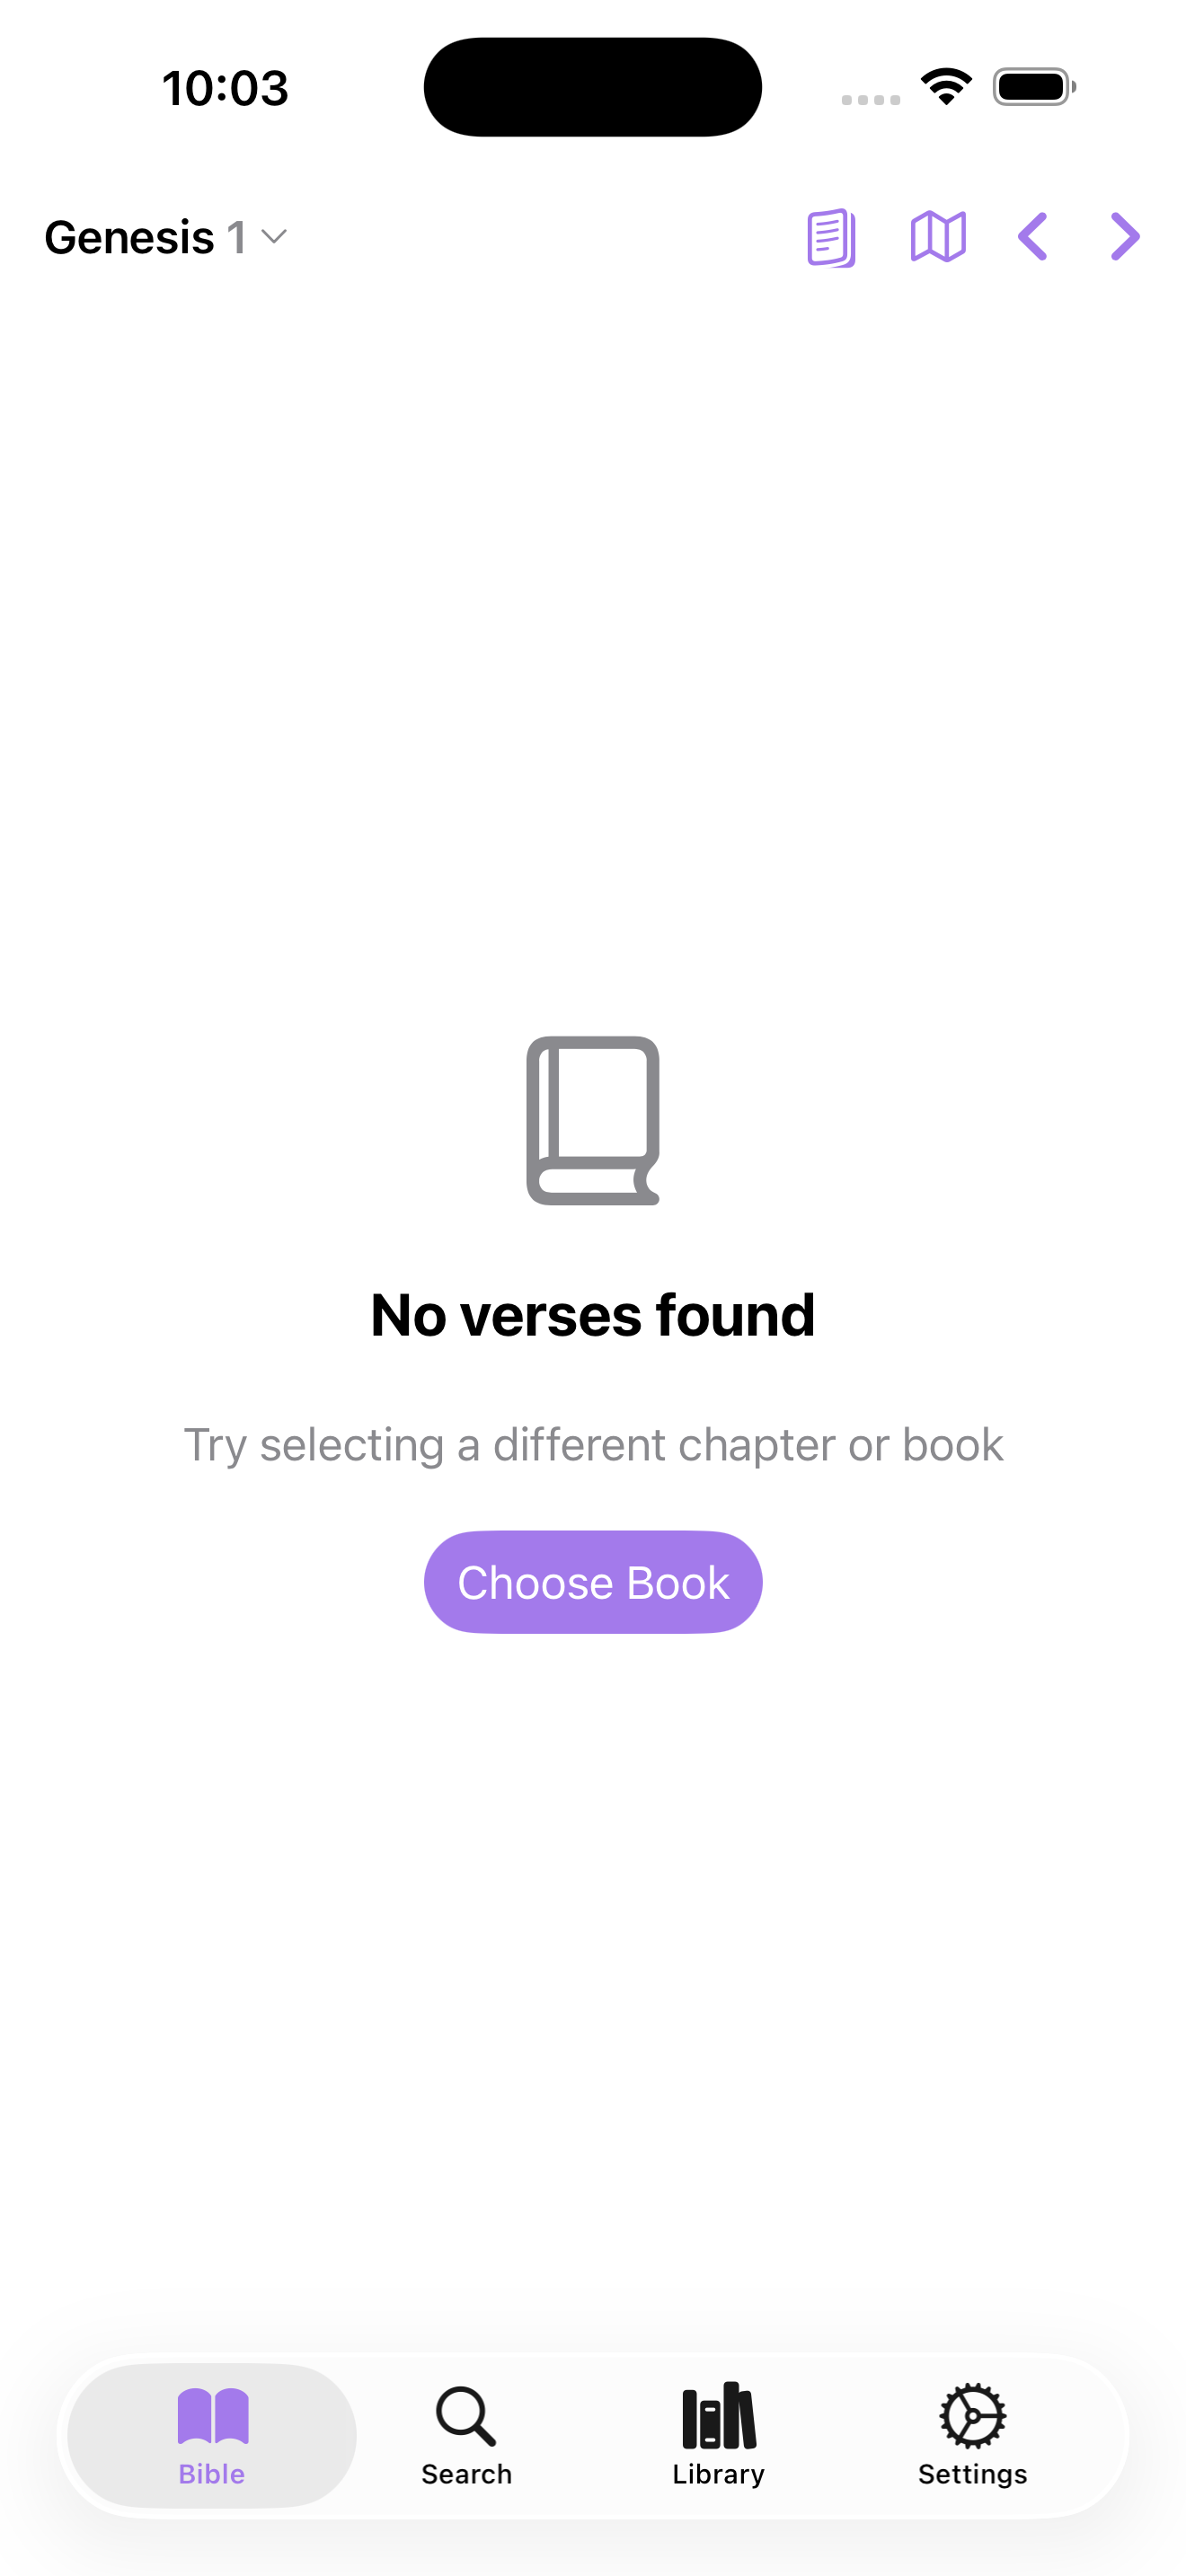 10:03
Genesis 1
No verses found
Try selecting a different chapter or book
Choose Book
Bible
Search
Library
Settings